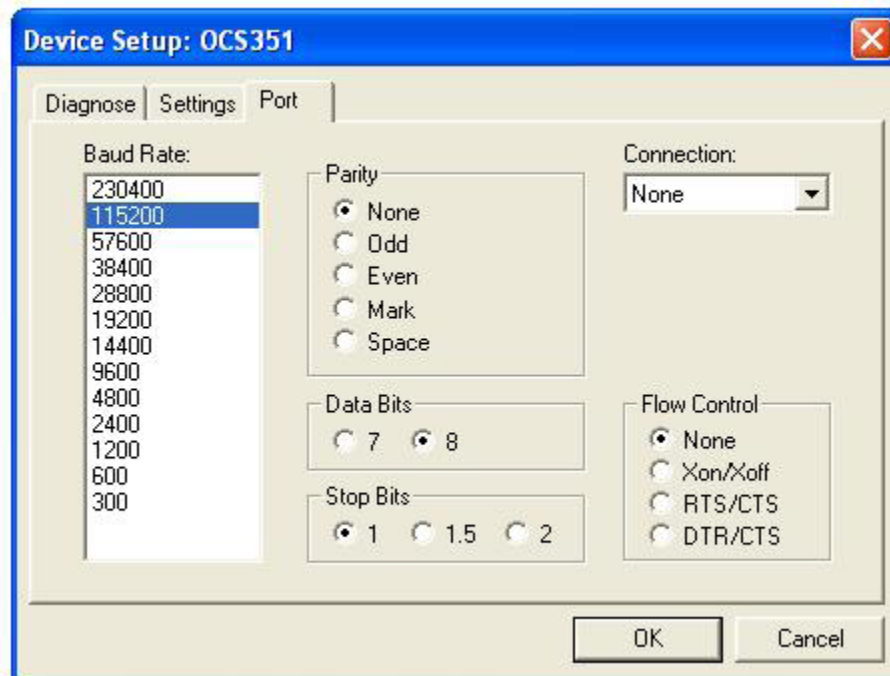 Device Setup: OCS351
Diagnose
Settings
Port
Baud Rate:
230400
115200
57600
38400
28800
19200
14400
9600
4800
2400
1200
600
300
Parity
None
Odd
Even
Mark
Space
Data Bits
7 8
Stop Bits
1 1.5 2
Connection:
None
Flow Control
None
Xon/Xoff
RTS/CTS
DTR/CTS
OK
Cancel